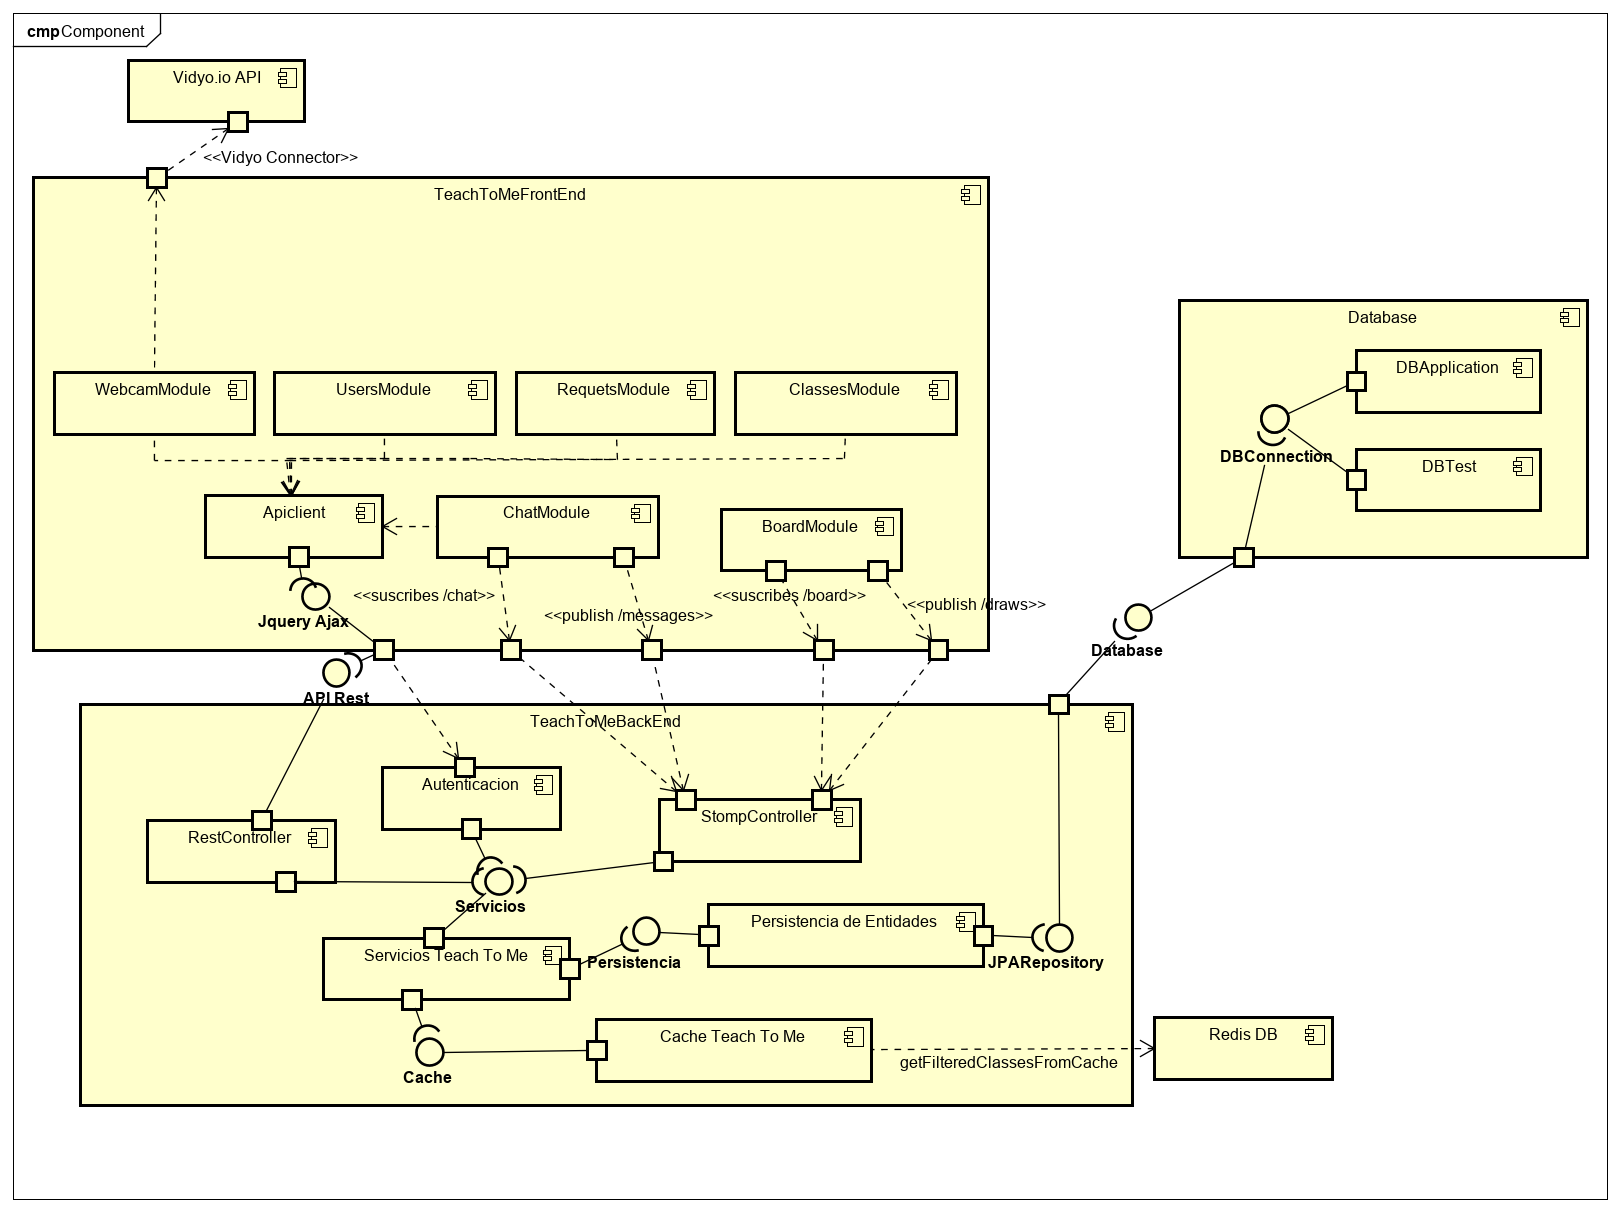 cmp Component
Vidyo.io API
<<Vidyo Connector>>
TeachToMeFrontEnd
Database
DBApplication
WebcamModule
UsersModule
RequetsModule
ClassesModule
DBConnection
DBTest
Apiclient
ChatModule
BoardModule
<<suscribes /chat>>
<<suscribes /board>>
<<publish /draws>>
<<publish /messages>>
Jquery Ajax
Database
API Rest
TeachToMeBackEnd
Autenticacion
StompController
RestController
Servicios
Persistencia de Entidades
Servicios Teach To Me
Persistencia
JPARepository
Cache Teach To Me
Redis DB
getFilteredClassesFromCache
Cache